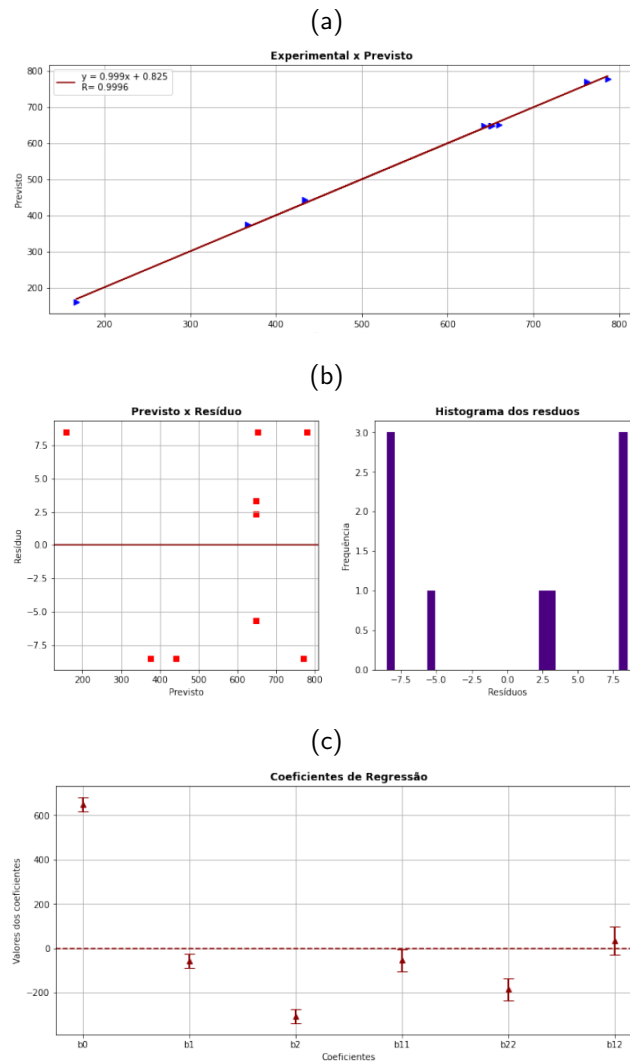 (a)
Experimental x Previsto
y = 0.999x + 0.825
R= 0.9996
800
700
600
500
400
300
200
Previsto
200 300 400 500 600 700 800
(b)
Previsto x Resíduo
7.5
5.0
2.5
0.0
−2.5
−5.0
−7.5
Resíduo
200 300 400 500 600 700 800
Previsto
Histograma dos resduos
3.0
2.5
2.0
1.5
1.0
0.5
0.0
Frequência
−7.5 −5.0 −2.5 0.0 2.5 5.0 7.5
Resíduos
(c)
Coeficientes de Regressão
600
400
200
0
−200
Valores dos coeficientes
b0 b1 b2 b11 b22 b12
Coeficientes